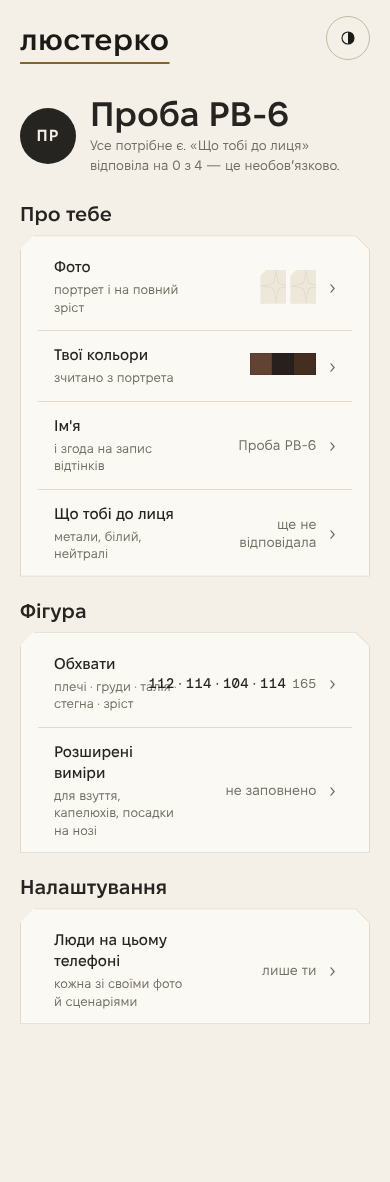 люстерко
ПР
Проба РВ-6
Усе потрібне є. «Що тобі до лиця»
відповіла на 0 з 4 — це необов’язково.
Про тебе
Фото
портрет і на повний
зріст
Твої кольори
зчитано з портрета
Ім'я
і згода на запис
відтінків
Проба РВ-6
Що тобі до лиця
метали, білий,
нейтралі
ще не
відповідала
Фігура
Обхвати
плечі · груди · талія ·
стегна · зріст
112 · 114 · 104 · 114 165
Розширені
виміри
для взуття,
капелюхів, посадки
на нозі
не заповнено
Налаштування
Люди на цьому
телефоні
кожна зі своїми фото
й сценаріями
лише ти